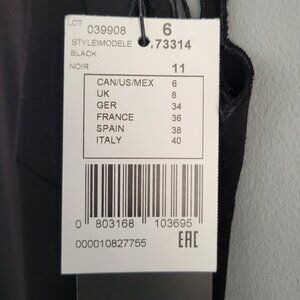 LOT 039908 6
STYLE\MODELE .73314
BLACK
NOIR 11
CAN/US/MEX 6
UK 8
GER 34
FRANCE 36
SPAIN 38
ITALY 40
0 803168 103695
000010827755 EAC